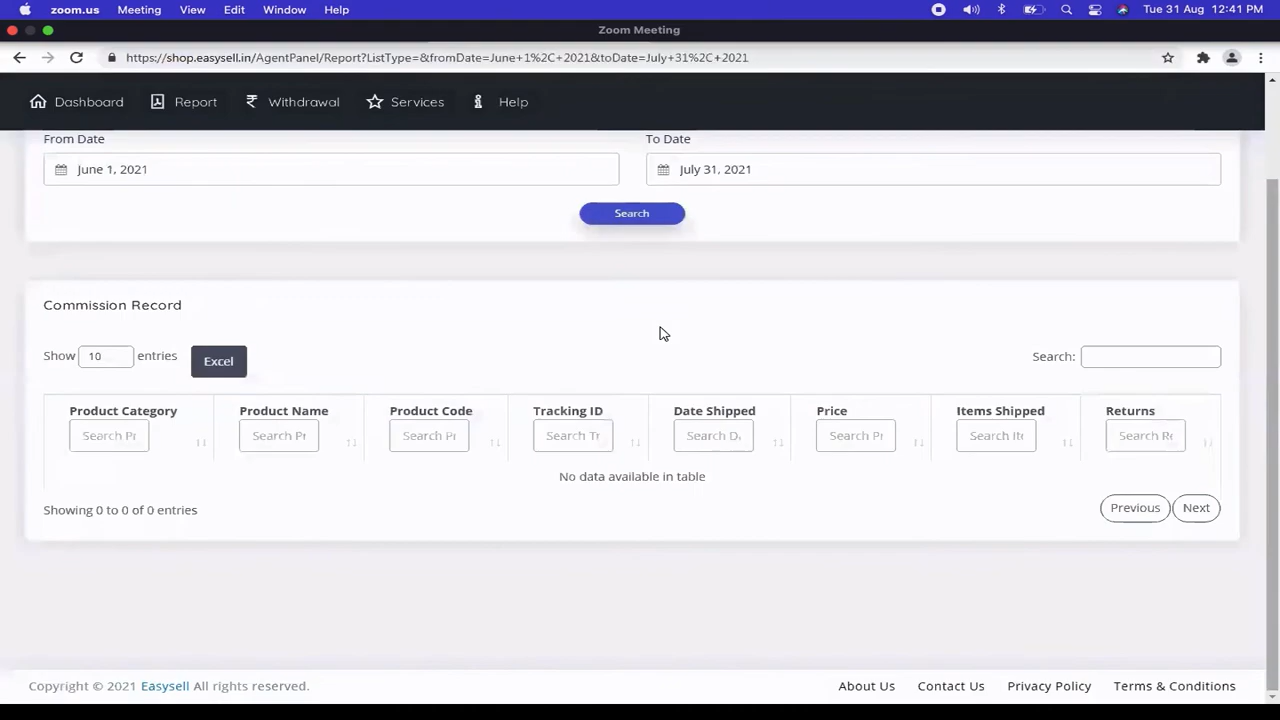 zoom.us Meeting View Edit Window Help Tue 31 Aug 12:41 PM
Zoom Meeting
https://shop.easysell.in/AgentPanel/Report?ListType=&fromDate=June+1%2C+2021&toDate=July+31%2C+2021
Dashboard Report Withdrawal Services Help
From Date To Date
June 1, 2021 July 31, 2021
Search
Commission Record
Show 10 entries Excel Search:
Product Category Product Name Product Code Tracking ID Date Shipped Price Items Shipped Returns
Search Pr Search Pr Search Pr Search Tr Search Da Search Pr Search Ite Search Re
No data available in table
Showing 0 to 0 of 0 entries Previous Next
Copyright © 2021 Easysell All rights reserved. About Us Contact Us Privacy Policy Terms & Conditions